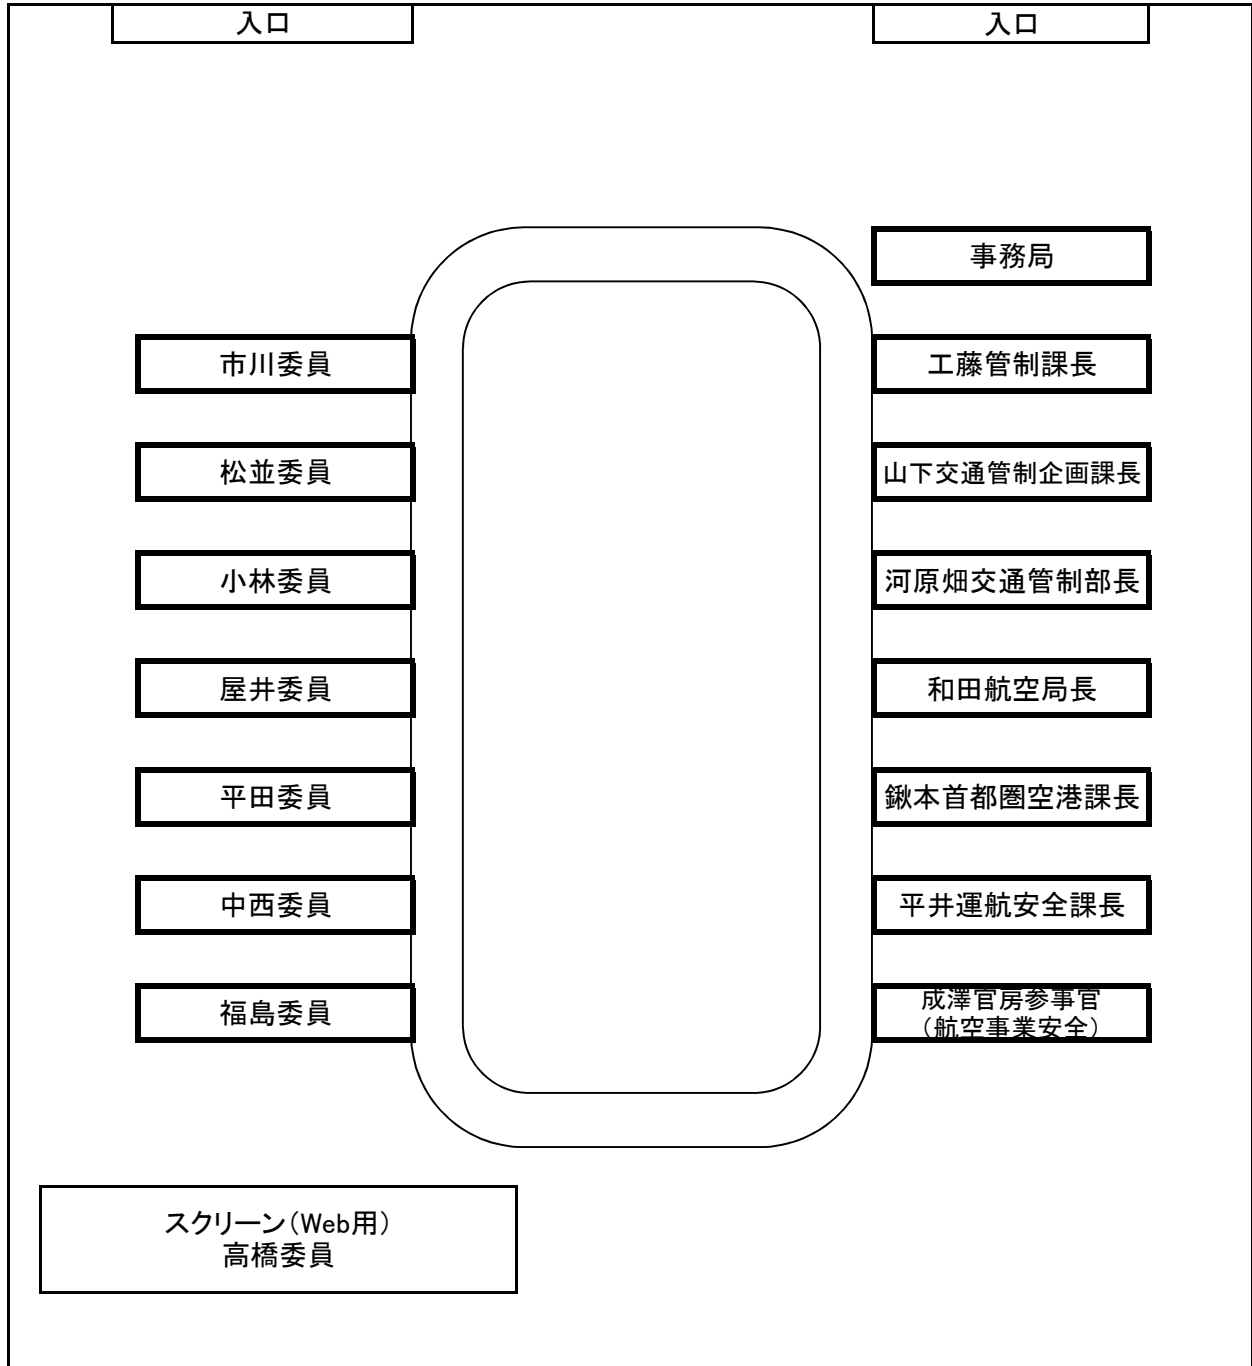 入口
入口
事務局
市川委員
工藤管制課長
松並委員
山下交通管制企画課長
小林委員
河原畑交通管制部長
屋井委員
和田航空局長
平田委員
鍬本首都圏空港課長
中西委員
平井運航安全課長
福島委員
成澤官房参事官
（航空事業安全）
スクリーン（Web用）
高橋委員